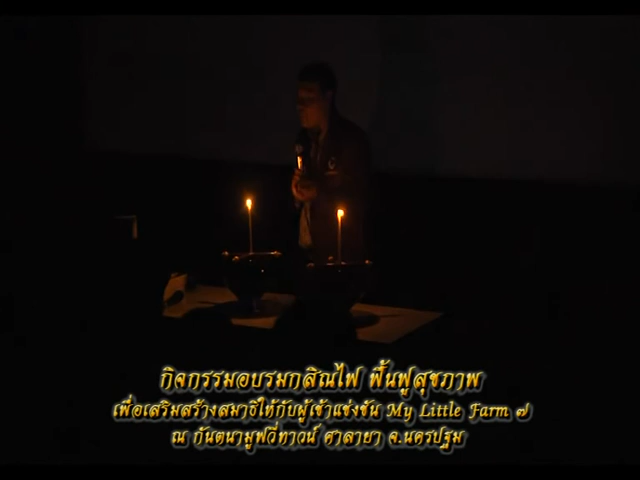 กิจกรรมอบรมกสิณไฟ ฟื้นฟูสุขภาพ
เพื่อเสริมสร้างสมาธิให้กับผู้เข้าแข่งขัน My Little Farm ๗
ณ กันตนามูฟวี่ทาวน์ ศาลายา จ.นครปฐม